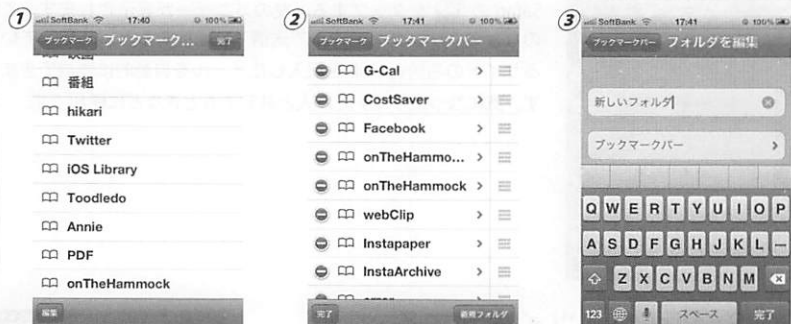 ①
SoftBank 17:40 100%
ブックマーク ブックマーク... 完了
映画
番組
hikari
Twitter
iOS Library
Toodledo
Annie
PDF
onTheHammock
編集
②
SoftBank 17:41 100%
ブックマーク ブックマークバー
G-Cal
CostSaver
Facebook
onTheHammo...
onTheHammock
webClip
Instapaper
InstaArchive
完了 新規フォルダ
③
SoftBank 17:41 100%
ブックマークバー フォルダを編集
新しいフォルダ
ブックマークバー
Q W E R T Y U I O P
A S D F G H J K L ー
Z X C V B N M
123 スペース 完了